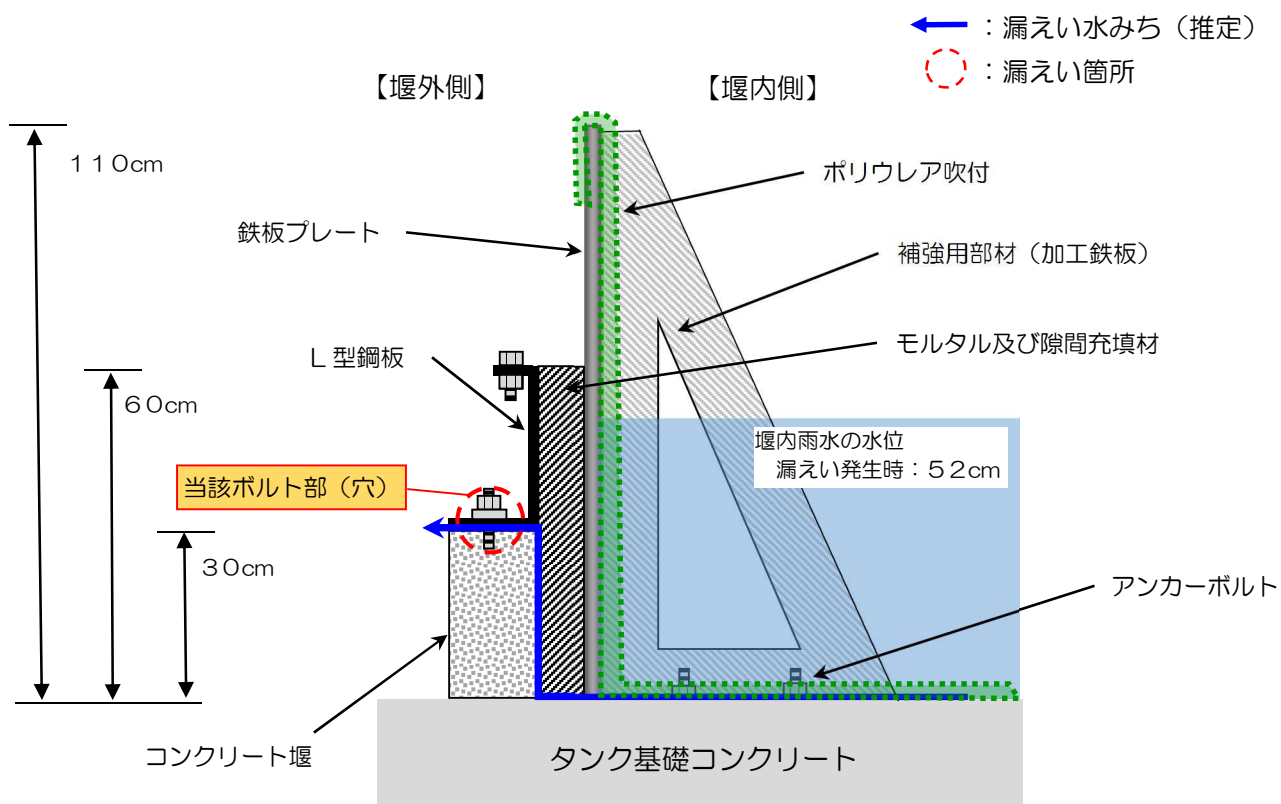 ：漏えい水みち（推定）
：漏えい箇所
【堰外側】
【堰内側】
１１０cm
ポリウレア吹付
鉄板プレート
補強用部材（加工鉄板）
モルタル及び隙間充填材
Ｌ型鋼板
６０cm
堰内雨水の水位
漏えい発生時：５２cm
当該ボルト部（穴）
３０cm
アンカーボルト
コンクリート堰
タンク基礎コンクリート